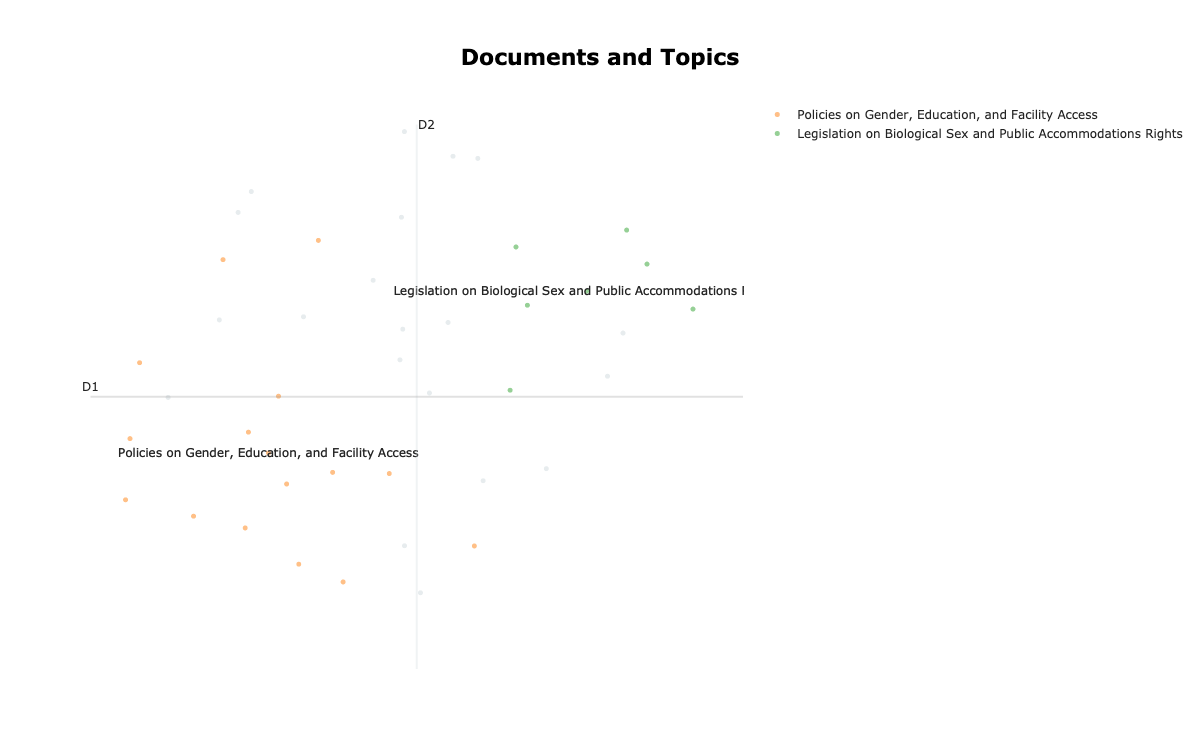 Documents and Topics
D2
Policies on Gender, Education, and Facility Access
Legislation on Biological Sex and Public Accommodations Rights
Legislation on Biological Sex and Public Accommodations
D1
Policies on Gender, Education, and Facility Access